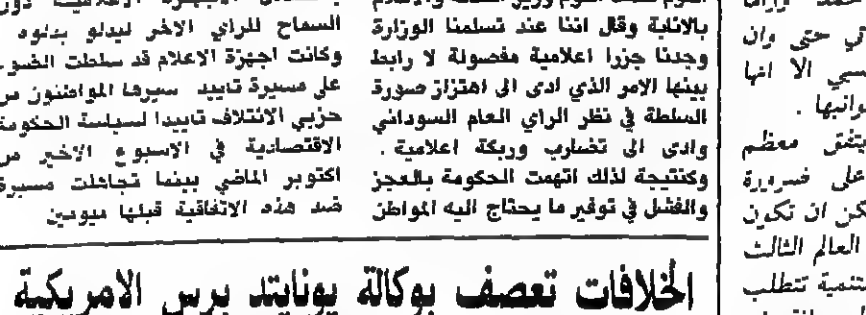 بالانابة وقال اننا عند تسلمنا الوزارة
وجدنا جزرا اعلامية مفصولة لا رابط
بينها الامر الذي ادى الى اهتزاز صورة
السلطة في نظر الراي العام السوداني
وادى الى تضارب وربكة اعلامية .
وكنتيجة لذلك اتهمت الحكومة بالعجز
والفشل في توفير ما يحتاج اليه المواطن
السماح للراي الاخر ليدلو بدلوه
وكانت اجهزة الاعلام قد سلطت
على مسيرة تاييد سيرها المواطنون من
حزبي الائتلاف تاييدا لسياسة الحكومة
الاقتصادية في الاسبوع الاخير من
اكتوبر الماضي بينما تجاهلت مسيرة
ضد هذه الاتفاقية قبلها بيومين
الخلافات تعصف بوكالة يونايتد برس الامريكية
حتى وان
الا انها
يتفق معظم
على ضرورة
ان تكون
العالم الثالث
تتطلب